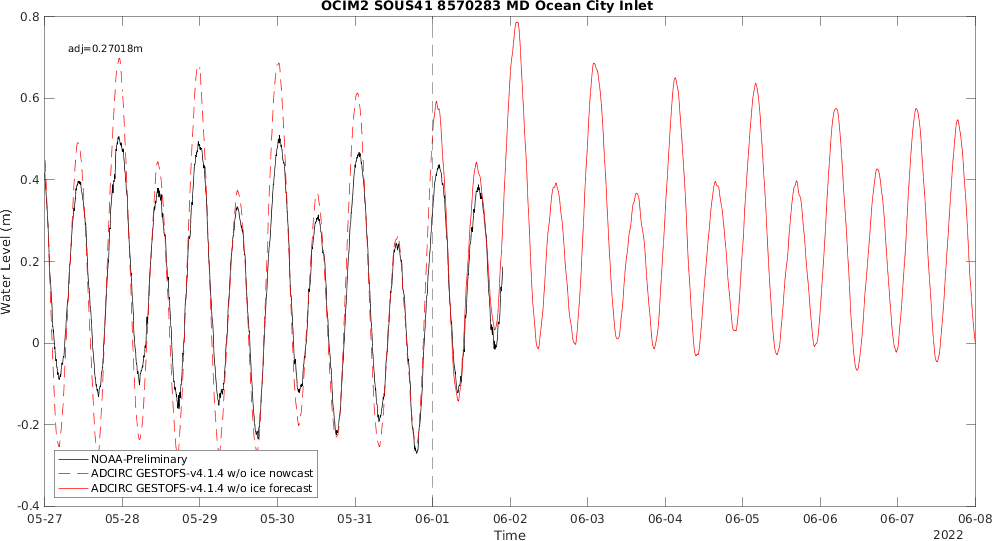 OCIM2 SOUS41 8570283 MD Ocean City Inlet
adj=0.27018m
0.8
0.6
0.4
0.2
0
-0.2
-0.4
Water Level (m)
NOAA-Preliminary
ADCIRC GESTOFS-v4.1.4 w/o ice nowcast
ADCIRC GESTOFS-v4.1.4 w/o ice forecast
05-27 05-28 05-29 05-30 05-31 06-01 06-02 06-03 06-04 06-05 06-06 06-07 06-08
Time
2022